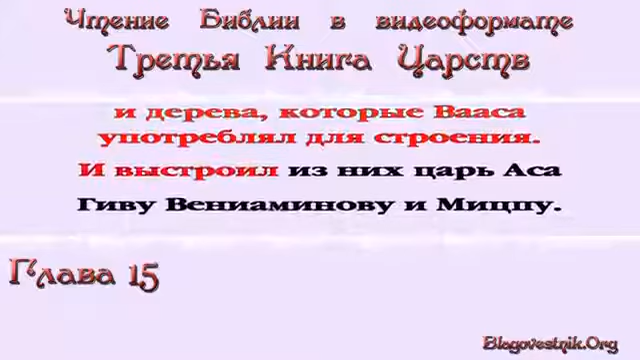 Чтение Библии в видеоформате
Третья Книга Царств
и дерева, которые Вааса
употреблял для строения.
И выстроил из них царь Аса
Гиву Вениаминову и Мицпу.
Глава 15
Blagovestnik.Org